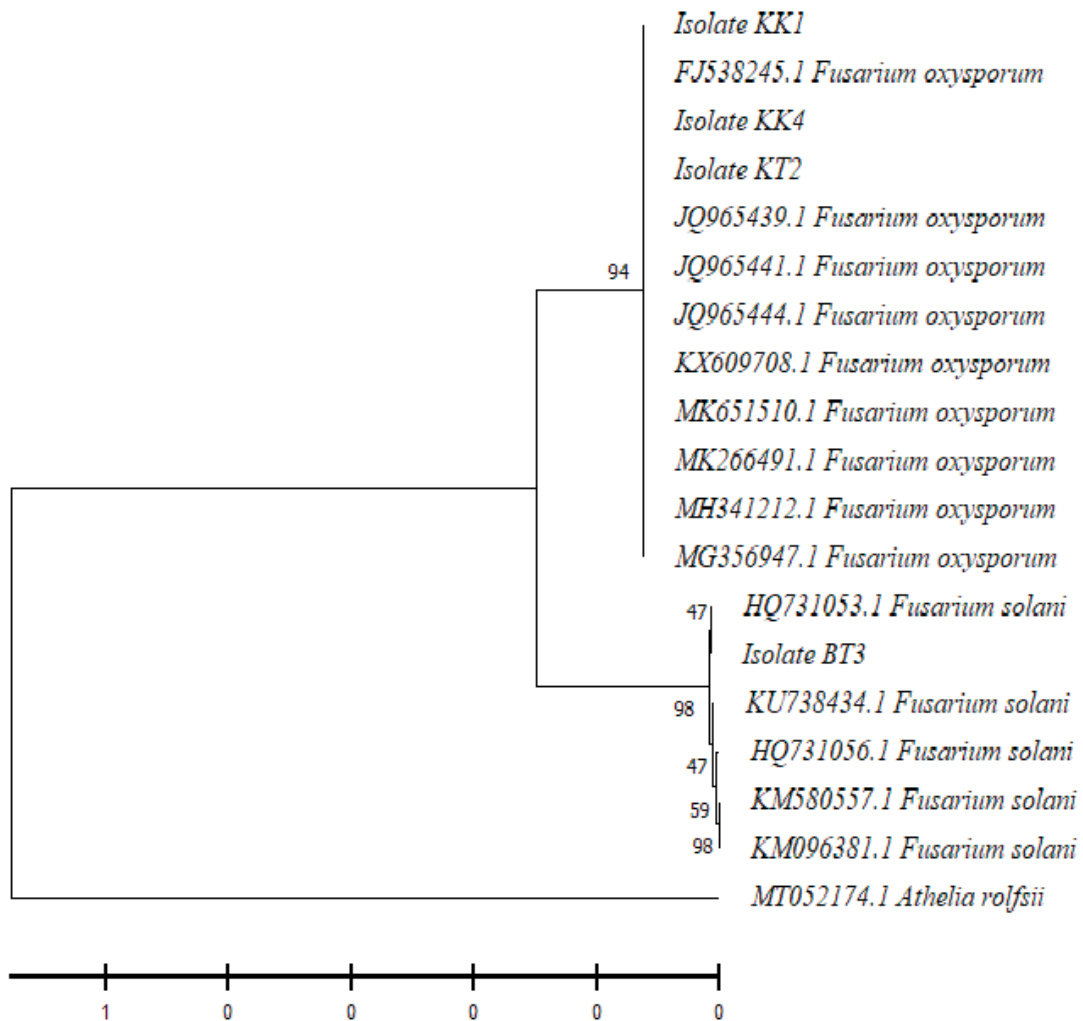 Isolate KK1
FJ538245.1 Fusarium oxysporum
Isolate KK4
Isolate KT2
JQ965439.1 Fusarium oxysporum
JQ965441.1 Fusarium oxysporum
94
JQ965444.1 Fusarium oxysporum
KX609708.1 Fusarium oxysporum
MK651510.1 Fusarium oxysporum
MK266491.1 Fusarium oxysporum
MH341212.1 Fusarium oxysporum
MG356947.1 Fusarium oxysporum
47 HQ731053.1 Fusarium solani
Isolate BT3
98 KU738434.1 Fusarium solani
HQ731056.1 Fusarium solani
47
KM580557.1 Fusarium solani
59
98 KM096381.1 Fusarium solani
MT052174.1 Athelia rolfsii
1 0 0 0 0 0